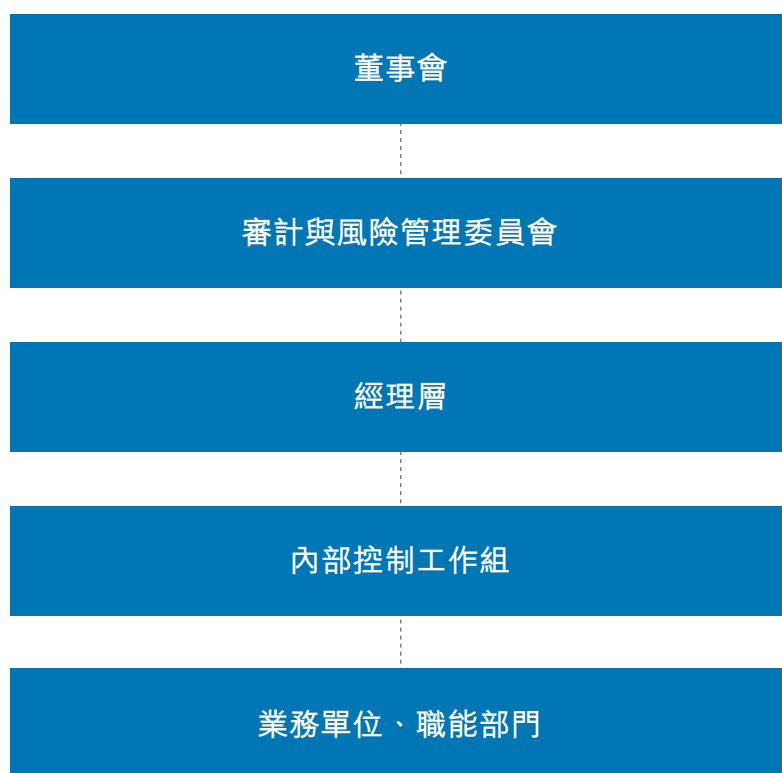 董事會
審計與風險管理委員會
經理層
內部控制工作組
業務單位、職能部門